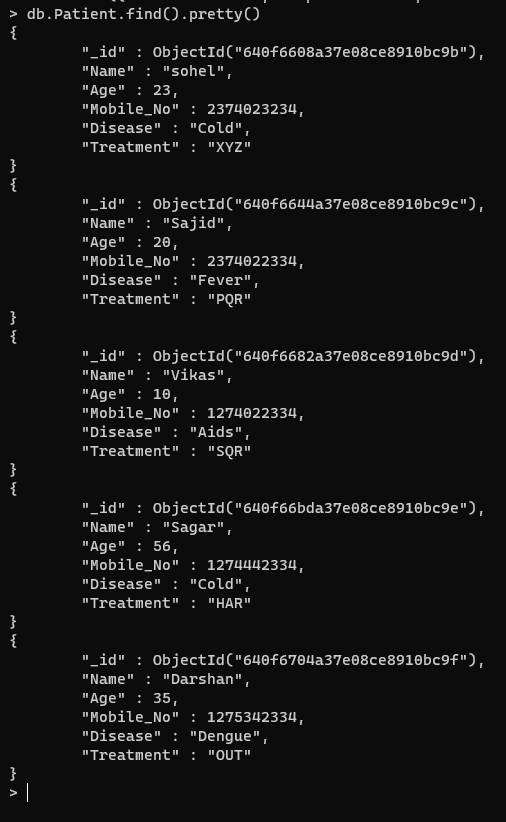 > db.Patient.find().pretty()
{
        "_id" : ObjectId("640f6608a37e08ce8910bc9b"),
        "Name" : "sohel",
        "Age" : 23,
        "Mobile_No" : 2374023234,
        "Disease" : "Cold",
        "Treatment" : "XYZ"
}
{
        "_id" : ObjectId("640f6644a37e08ce8910bc9c"),
        "Name" : "Sajid",
        "Age" : 20,
        "Mobile_No" : 2374022334,
        "Disease" : "Fever",
        "Treatment" : "PQR"
}
{
        "_id" : ObjectId("640f6682a37e08ce8910bc9d"),
        "Name" : "Vikas",
        "Age" : 10,
        "Mobile_No" : 1274022334,
        "Disease" : "Aids",
        "Treatment" : "SQR"
}
{
        "_id" : ObjectId("640f66bda37e08ce8910bc9e"),
        "Name" : "Sagar",
        "Age" : 56,
        "Mobile_No" : 1274442334,
        "Disease" : "Cold",
        "Treatment" : "HAR"
}
{
        "_id" : ObjectId("640f6704a37e08ce8910bc9f"),
        "Name" : "Darshan",
        "Age" : 35,
        "Mobile_No" : 1275342334,
        "Disease" : "Dengue",
        "Treatment" : "OUT"
}
>